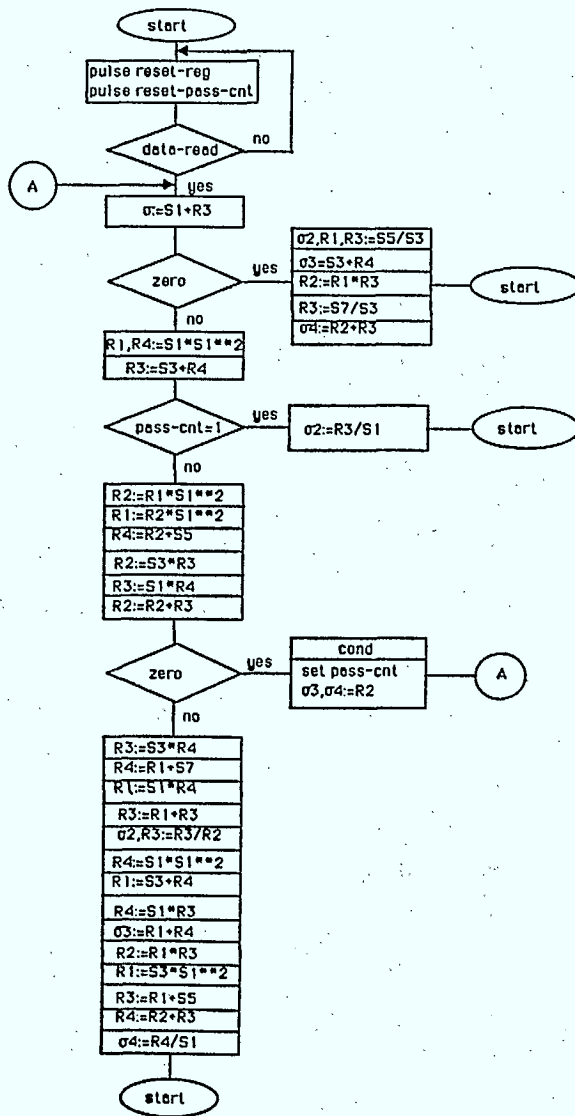 start
pulse reset-reg
pulse reset-pass-cnt
data-read
no
yes
A
σ:=S1+R3
zero
yes
σ2,R1,R3:=S5/S3
σ3=S3+R4
R2:=R1*R3
R3:=S7/S3
σ4:=R2+R3
start
no
R1,R4:=S1*S1**2
R3:=S3+R4
pass-cnt=1
yes
σ2:=R3/S1
start
no
R2:=R1*S1**2
R1:=R2*S1**2
R4:=R2+S5
R2:=S3*R3
R3:=S1*R4
R2:=R2+R3
zero
yes
cond
set pass-cnt
σ3,σ4:=R2
A
no
R3:=S3*R4
R4:=R1+S7
R1:=S1*R4
R3:=R1+R3
σ2,R3:=R3/R2
R4:=S1*S1**2
R1:=S3+R4
R4:=S1*R3
σ3:=R1+R4
R2:=R1*R3
R1:=S3*S1**2
R3:=R1+S5
R4:=R2+R3
σ4:=R4/S1
start